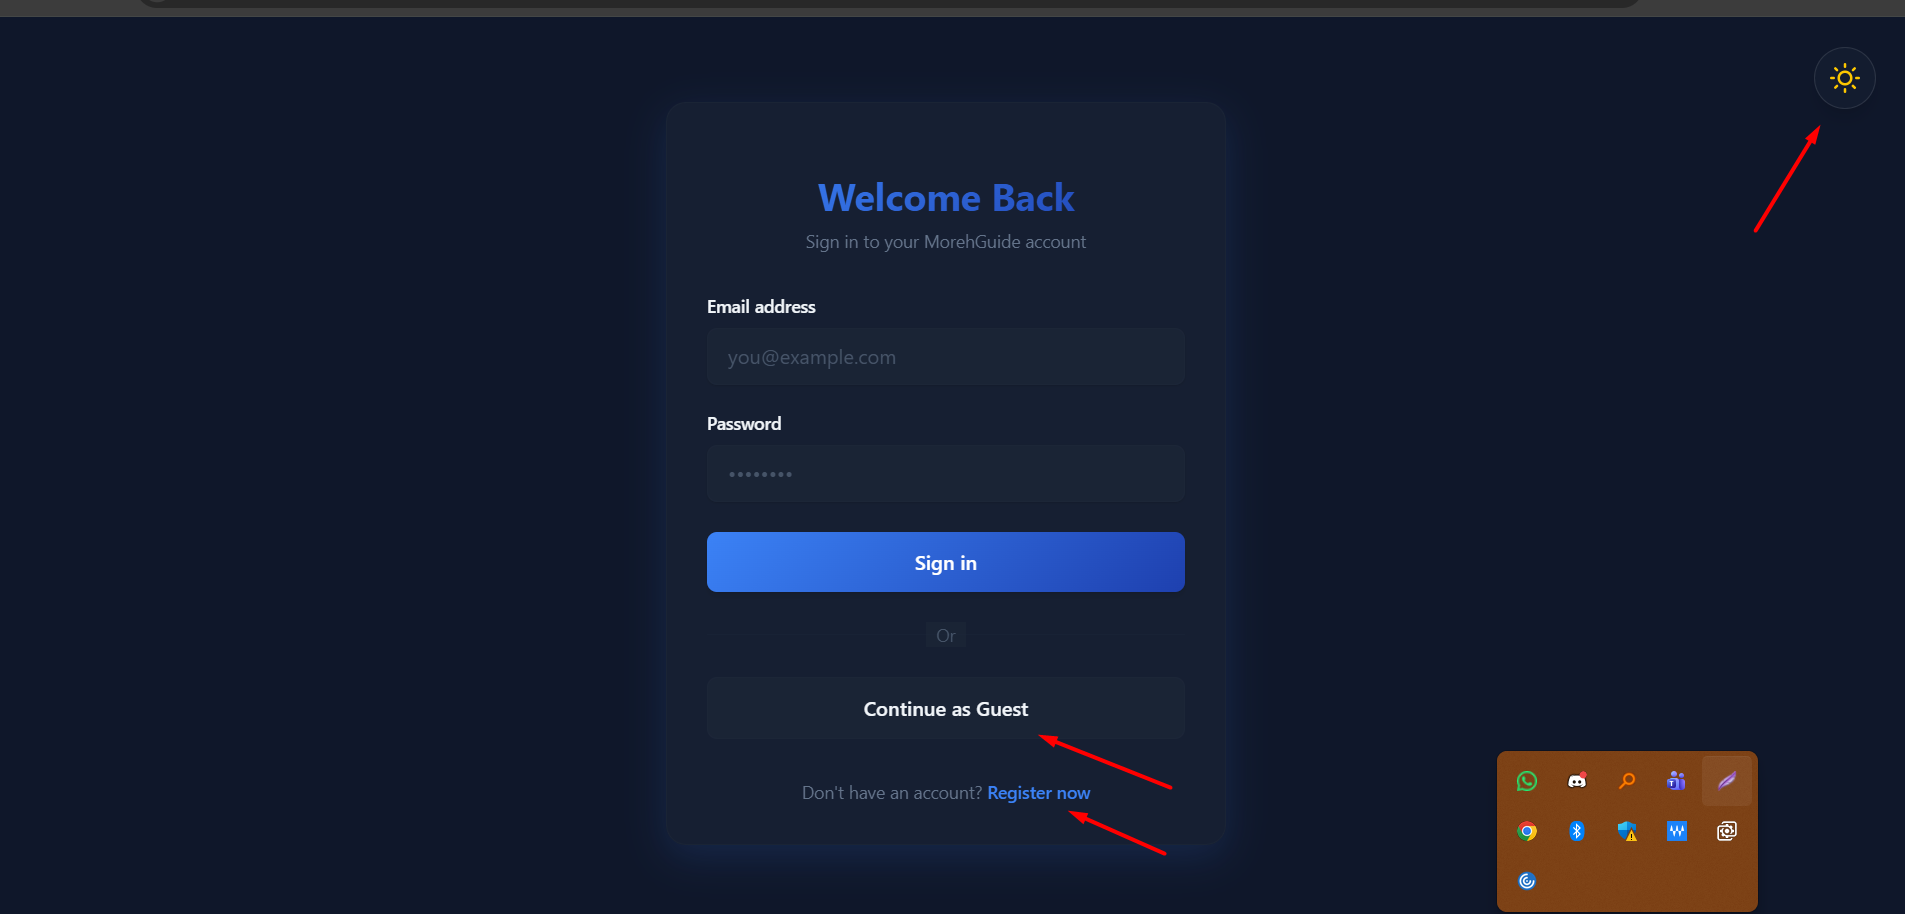 Welcome Back
Sign in to your MorehGuide account
Email address
you@example.com
Password
••••••••
Sign in
Or
Continue as Guest
Don't have an account? Register now